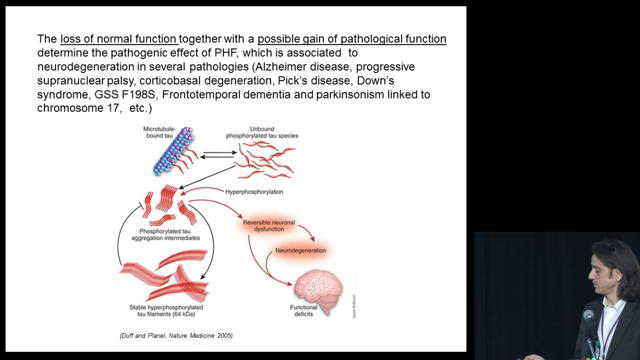 The loss of normal function together with a possible gain of pathological function
determine the pathogenic effect of PHF, which is associated to
neurodegeneration in several pathologies (Alzheimer disease, progressive
supranuclear palsy, corticobasal degeneration, Pick's disease, Down's
syndrome, GSS F198S, Frontotemporal dementia and parkinsonism linked to
chromosome 17, etc.)
Microtubule-
bound tau
Unbound
phosphorylated tau species
Hyperphosphorylation
Phosphorylated tau
aggregation intermediates
Reversible neuronal
dysfunction
Neurodegeneration
Stable hyperphosphorylated
tau filaments (64 kDa)
Functional
deficits
(Duff and Planel, Nature Medicine 2005)